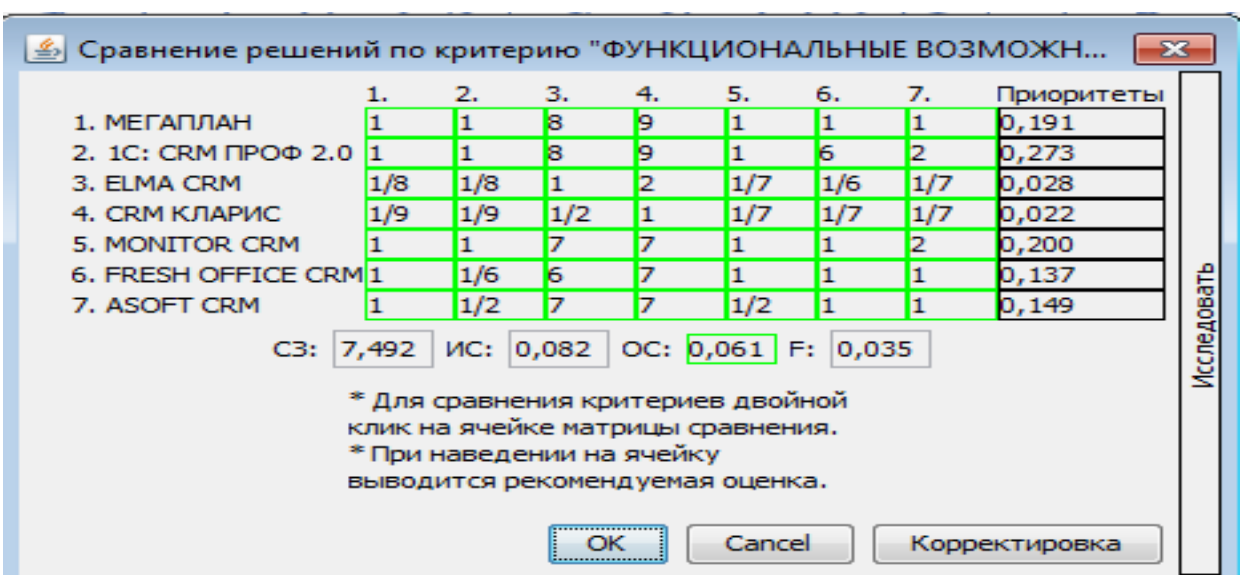 Сравнение решений по критерию "ФУНКЦИОНАЛЬНЫЕ ВОЗМОЖН...
1. 2. 3. 4. 5. 6. 7. Приоритеты
1. МЕГАПЛАН 1 1 8 9 1 1 1 0,191
2. 1С: CRM ПРОФ 2.0 1 1 8 9 1 6 2 0,273
3. ELMA CRM 1/8 1/8 1 2 1/7 1/6 1/7 0,028
4. CRM КЛАРИС 1/9 1/9 1/2 1 1/7 1/7 1/7 0,022
5. MONITOR CRM 1 1 7 7 1 1 2 0,200
6. FRESH OFFICE CRM 1 1/6 6 7 1 1 1 0,137
7. ASOFT CRM 1 1/2 7 7 1/2 1 1 0,149
СЗ: 7,492 ИС: 0,082 ОС: 0,061 F: 0,035
* Для сравнения критериев двойной
клик на ячейке матрицы сравнения.
* При наведении на ячейку
выводится рекомендуемая оценка.
OK Cancel Корректировка
Исследовать